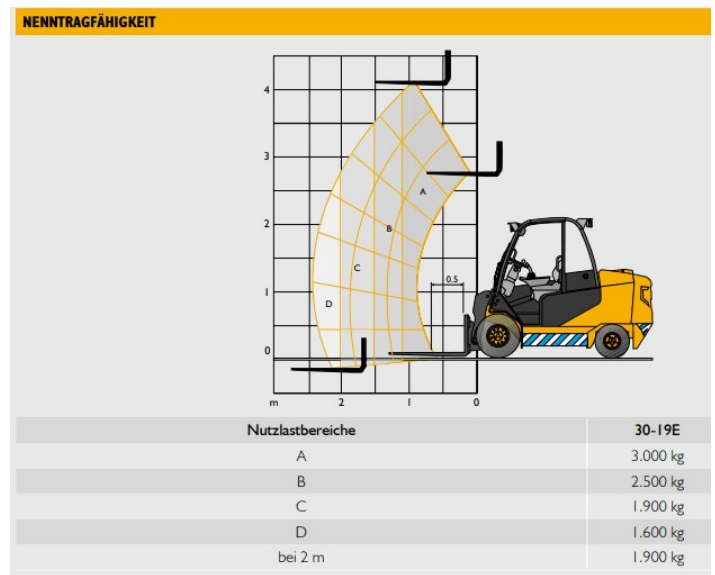 NENNTRAGFÄHIGKEIT
4
3
A
2
B
C
0.5
1
D
0
m 2 1 0
Nutzlastbereiche 30-19E
A 3.000 kg
B 2.500 kg
C 1.900 kg
D 1.600 kg
bei 2 m 1.900 kg